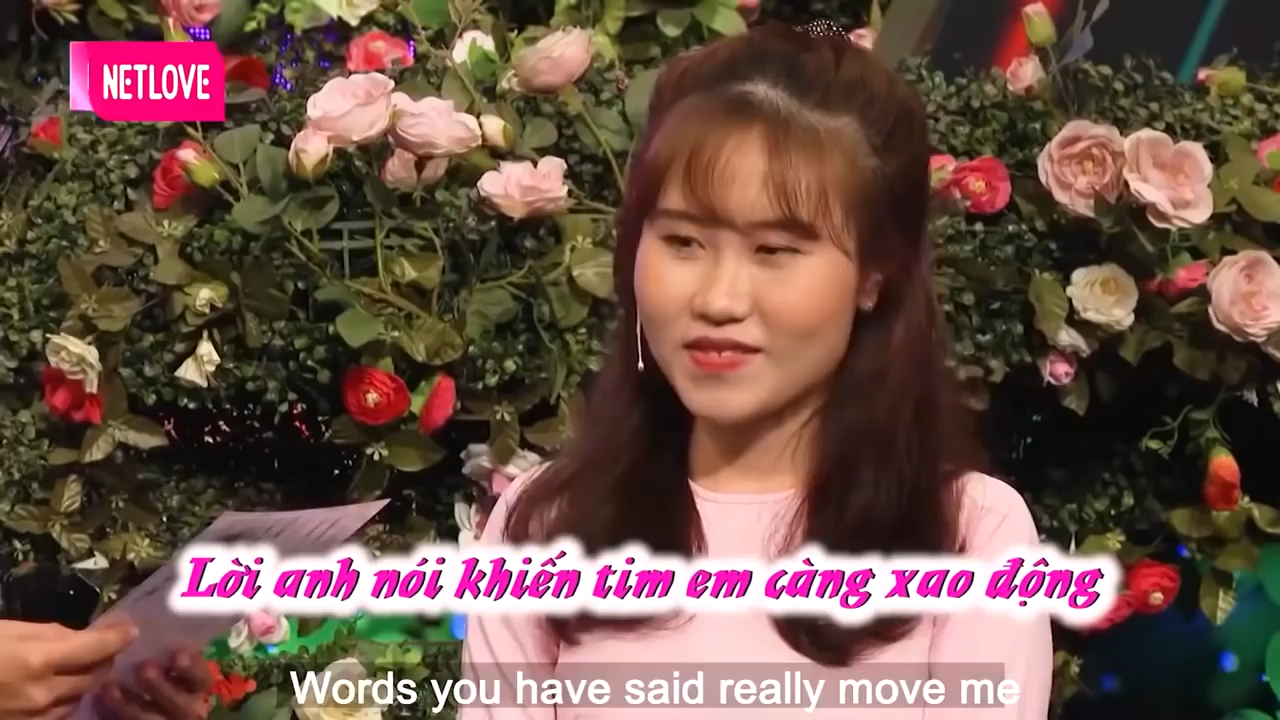 NETLOVE
Lời anh nói khiến tim em càng xao động
Words you have said really move me